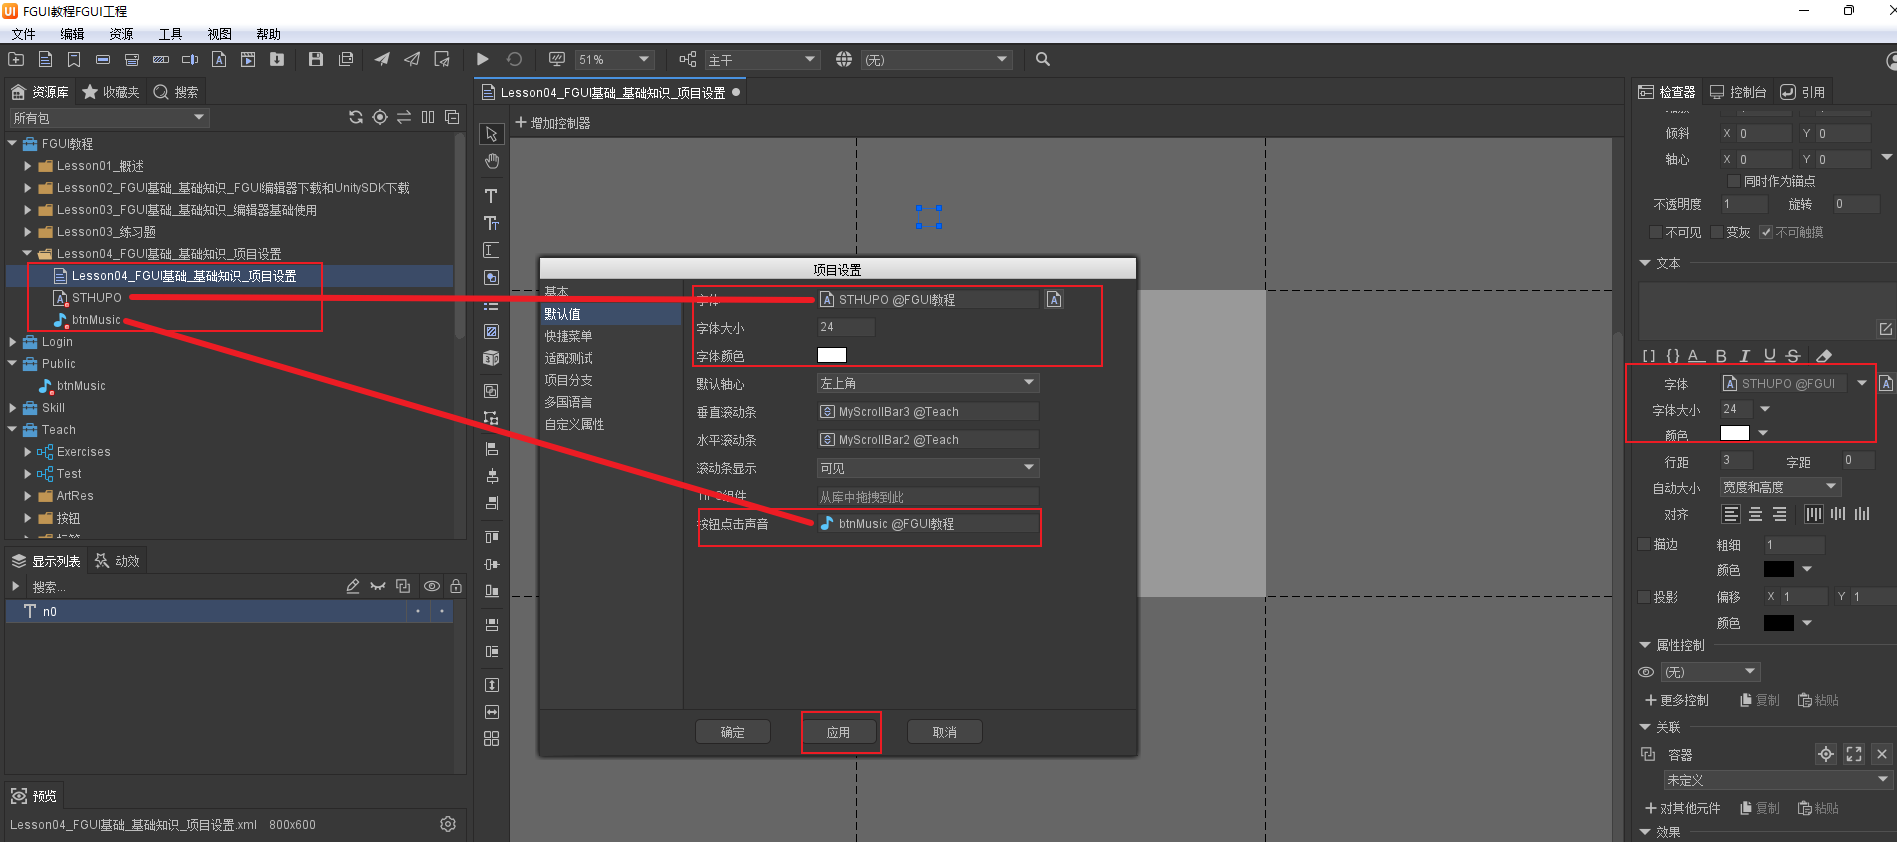 FGUI教程FGUI工程
文件 编辑 资源 工具 视图 帮助
51% 主干 (无)
资源库 收藏夹 搜索
所有包
FGUI教程
Lesson01_概述
Lesson02_FGUI基础_基础知识_FGUI编辑器下载和UnitySDK下载
Lesson03_FGUI基础_基础知识_编辑器基础使用
Lesson03_练习题
Lesson04_FGUI基础_基础知识_项目设置
Lesson04_FGUI基础_基础知识_项目设置
STHUPO
btnMusic
Login
Public
btnMusic
Skill
Teach
Exercises
Test
ArtRes
按钮
显示列表 动效
搜索...
n0
预览
Lesson04_FGUI基础_基础知识_项目设置.xml 800x600
Lesson04_FGUI基础_基础知识_项目设置
增加控制器
项目设置
基本
默认值
快捷菜单
适配测试
项目分支
多国语言
自定义属性
字体 STHUPO @FGUI教程
字体大小 24
字体颜色
默认轴心 左上角
垂直滚动条 MyScrollBar3 @Teach
水平滚动条 MyScrollBar2 @Teach
滚动条显示 可见
组件 从库中拖拽到此
按钮点击声音 btnMusic @FGUI教程
确定 应用 取消
检查器 控制台 引用
倾斜 X 0 Y 0
轴心 X 0 Y 0
同时作为锚点
不透明度 1 旋转 0
不可见 变灰 不可触摸
文本
[] {} A B I U S
字体 STHUPO @FGUI
字体大小 24
颜色
行距 3 字距 0
自动大小 宽度和高度
对齐
描边 粗细 1
颜色
投影 偏移 X 1 Y 1
颜色
属性控制
(无)
更多控制 复制 粘贴
关联
容器
未定义
对其他元件 复制 粘贴
效果